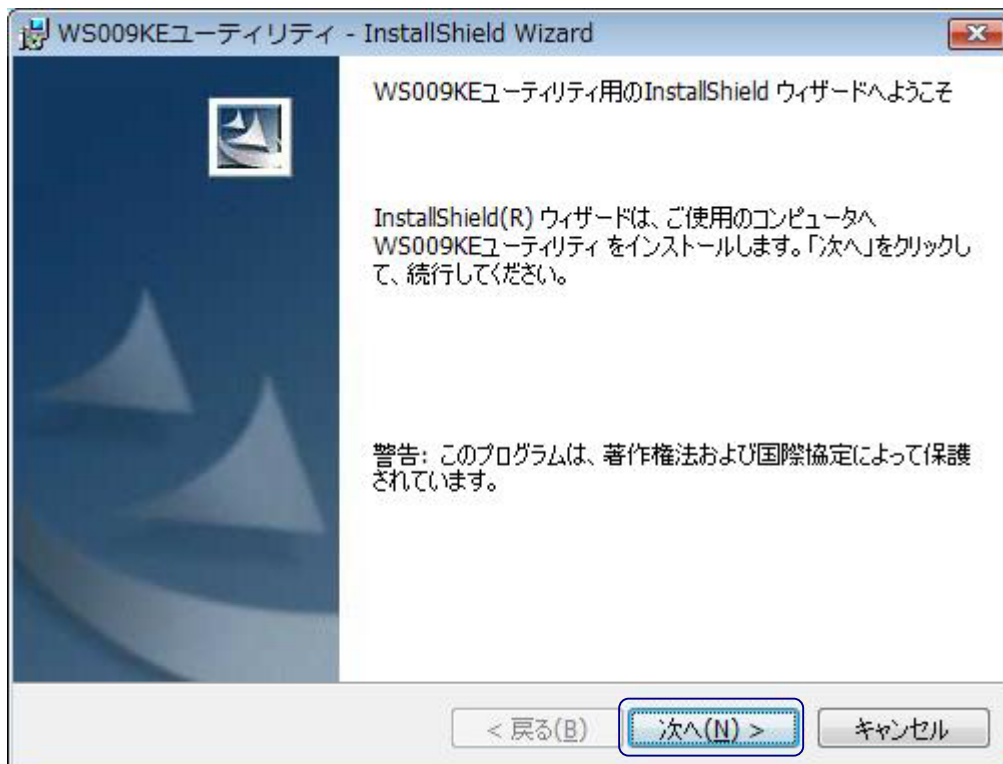 WS009KEユーティリティ - InstallShield Wizard
WS009KEユーティリティ用のInstallShield ウィザードへようこそ
InstallShield(R) ウィザードは、ご使用のコンピュータへ
WS009KEユーティリティ をインストールします。「次へ」をクリックし
て、続行してください。
警告: このプログラムは、著作権法および国際協定によって保護
されています。
< 戻る(B)
次へ(N) >
キャンセル